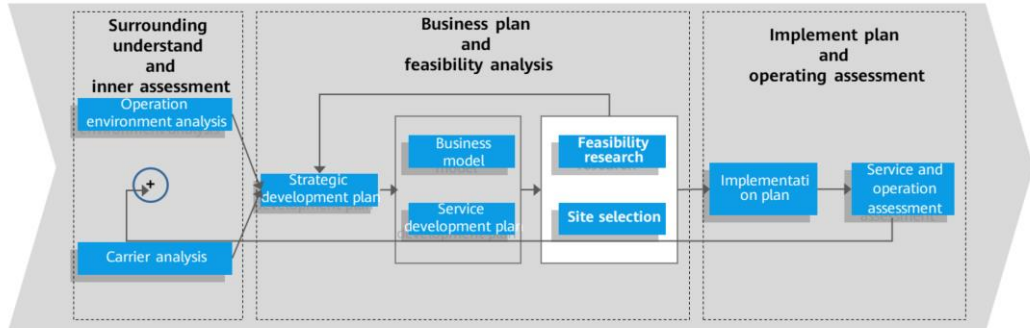 Surrounding
understand
and
inner assessment
Operation
environment analysis
+
Carrier analysis
Business plan
and
feasibility analysis
Strategic
development plan
Business
model
Service
development plan
Feasibility
research
Site selection
Implement plan
and
operating assessment
Implementati
on plan
Service and
operation
assessment